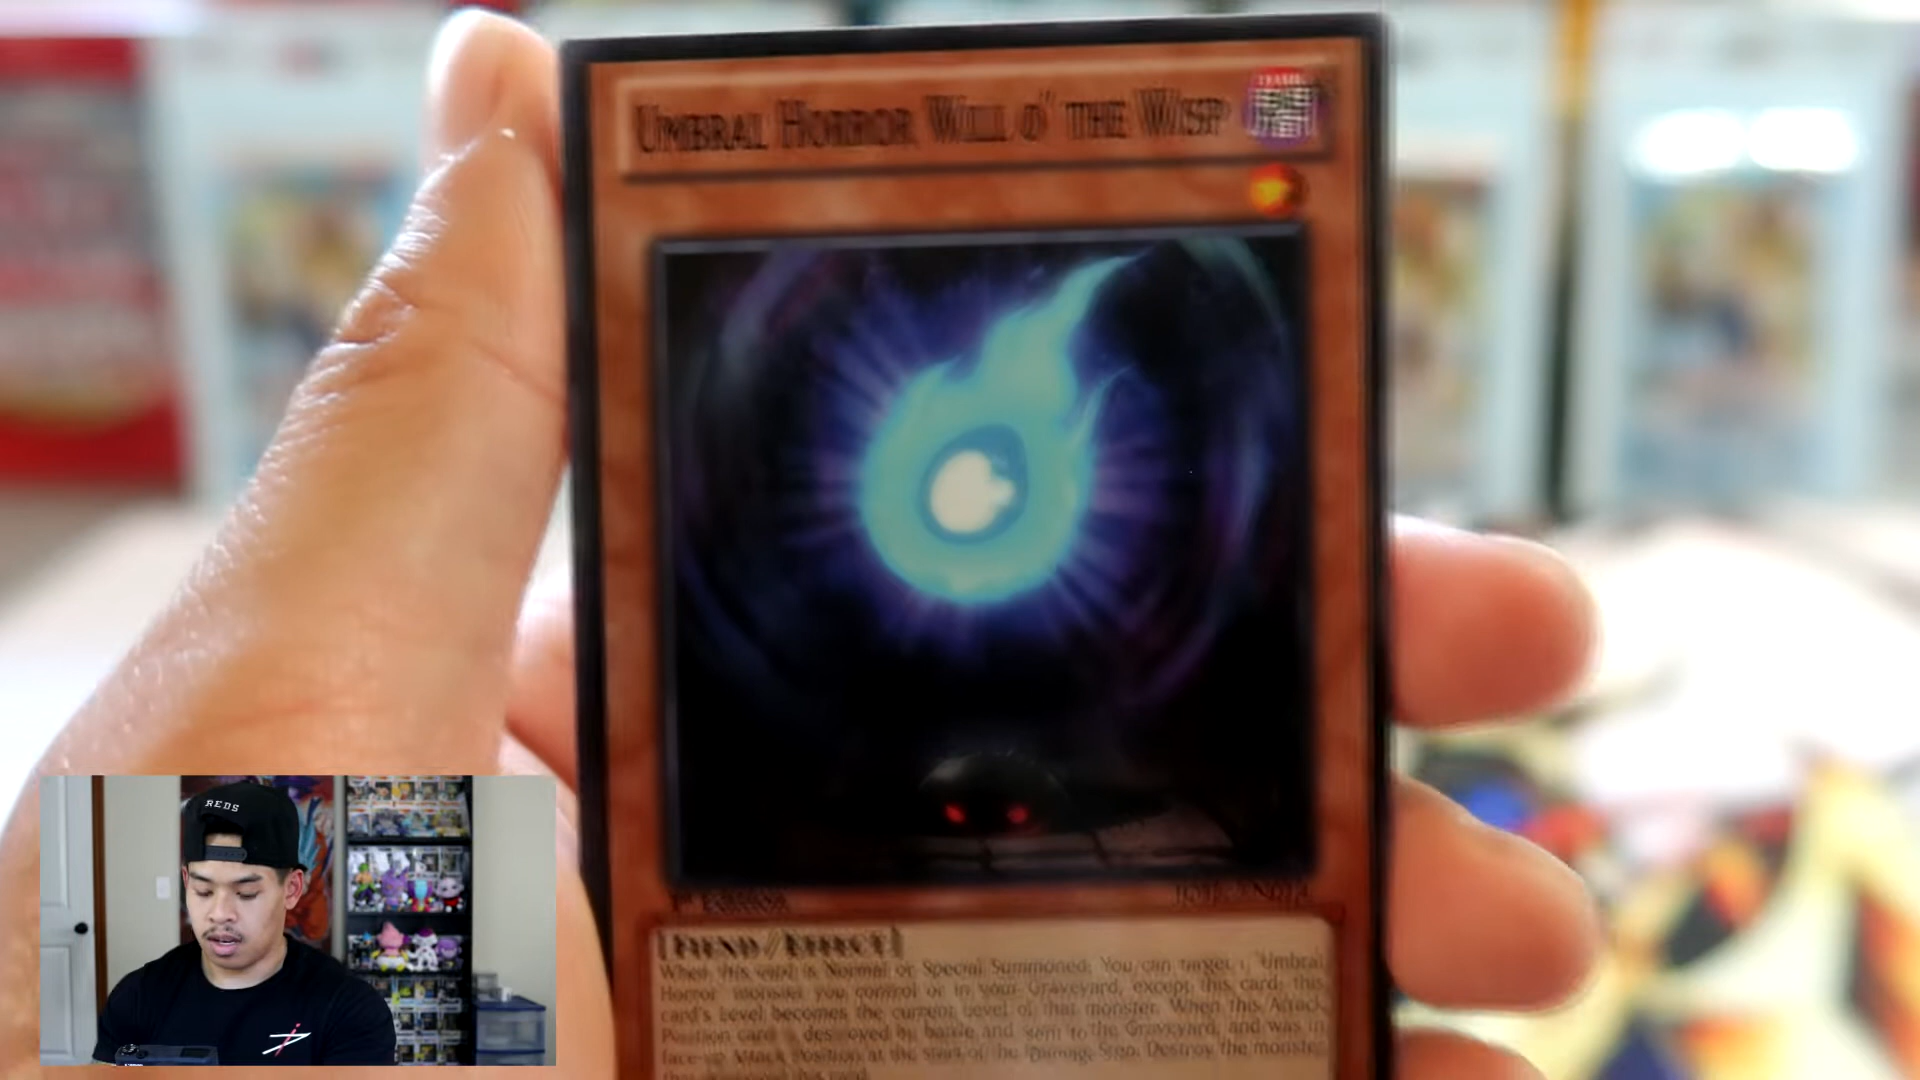 Umbral Horror Will o' the Wisp
REDS
[Fiend / Effect]
When this card is Normal or Special Summoned: You can target 1 "Umbral
Horror" monster you control or in your Graveyard, except this card; this
card's Level becomes the current Level of that monster. When this Attack
Position card is destroyed by battle and sent to the Graveyard, and was in
face-up Attack Position at the start of the Damage Step: Destroy the monster
that destroyed this card.